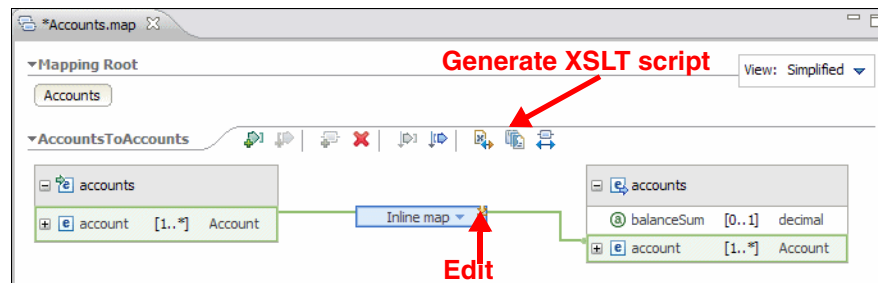 *Accounts.map
Mapping Root
Generate XSLT script
View: Simplified
Accounts
AccountsToAccounts
accounts
account [1..*] Account
Inline map
accounts
balanceSum [0..1] decimal
account [1..*] Account
Edit